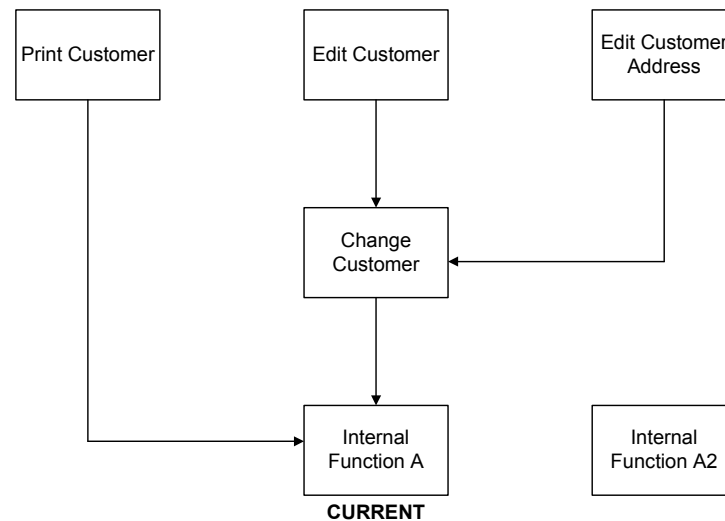 Print Customer
Edit Customer
Edit Customer
Address
Change
Customer
Internal
Function A
Internal
Function A2
CURRENT